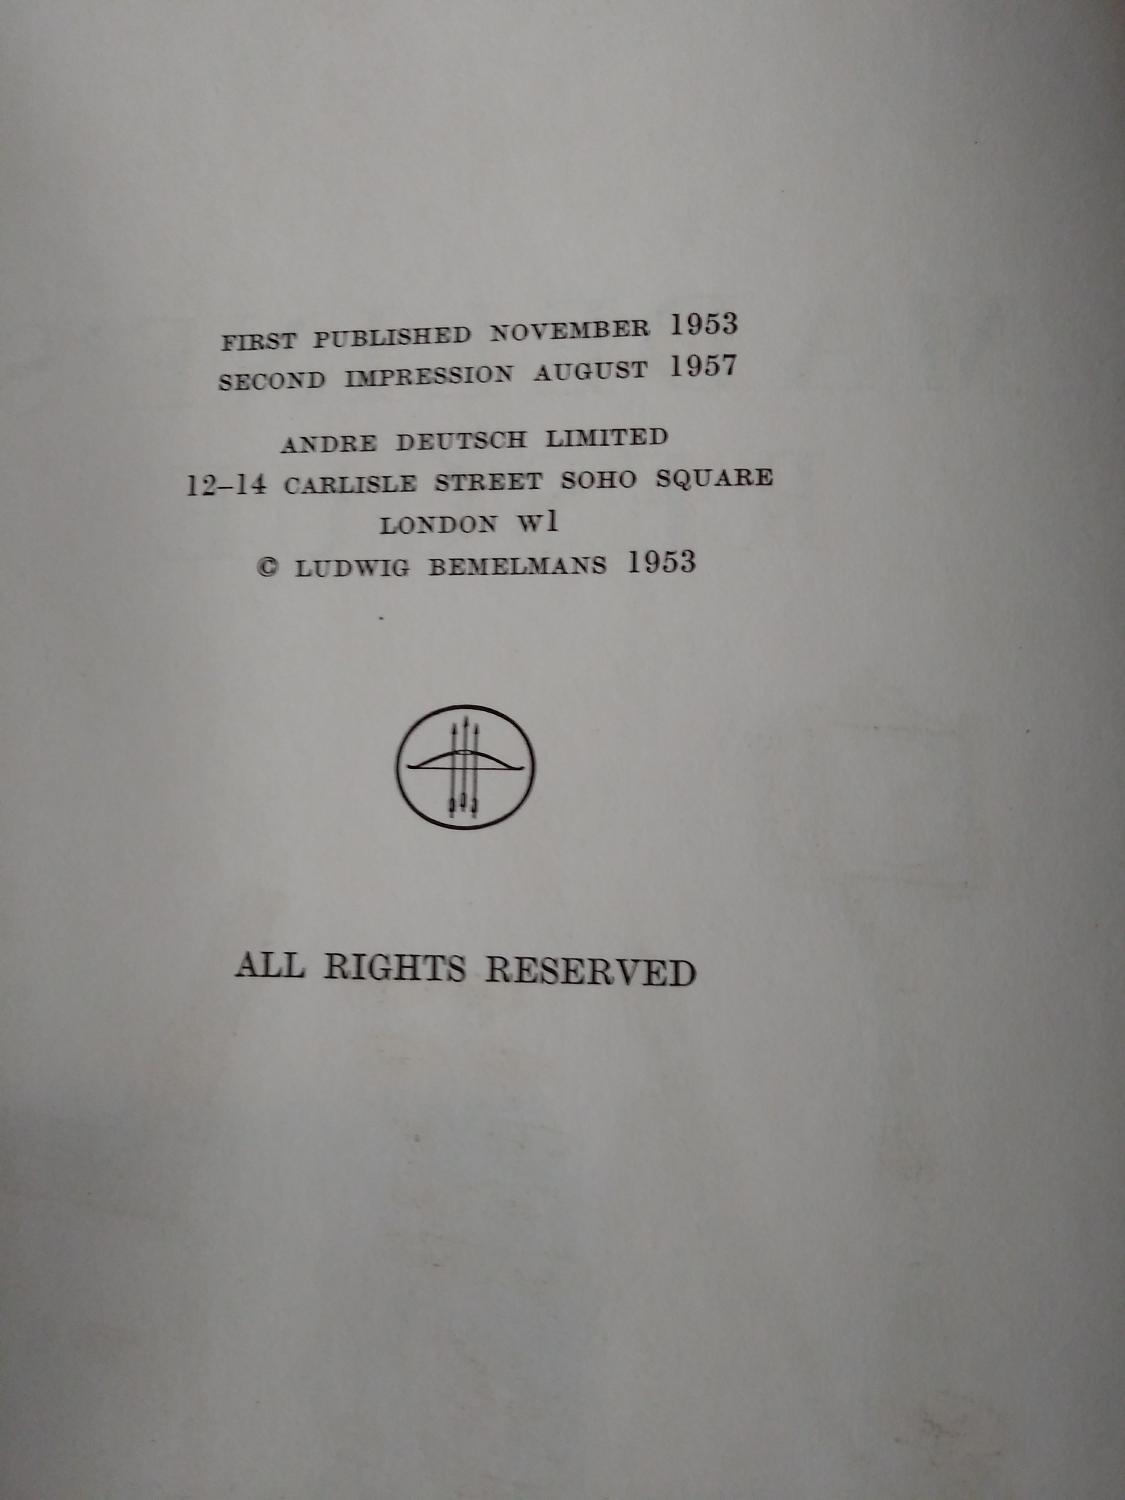 FIRST PUBLISHED NOVEMBER 1953
SECOND IMPRESSION AUGUST 1957
ANDRE DEUTSCH LIMITED
12–14 CARLISLE STREET SOHO SQUARE
LONDON W1
© LUDWIG BEMELMANS 1953
ALL RIGHTS RESERVED